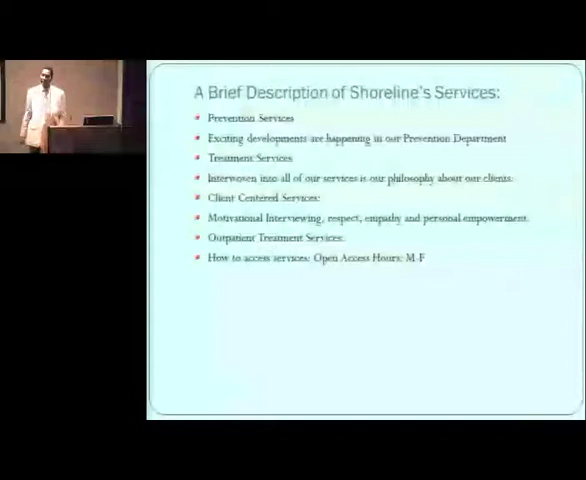 A Brief Description of Shoreline's Services:
Prevention Services
Exciting developments are happening in our Prevention Department
Treatment Services
Interwoven into all of our services is our philosophy about our clients:
Client Centered Services:
Motivational Interviewing, respect, empathy and personal empowerment.
Outpatient Treatment Services:
How to access services: Open Access Hours: M-F